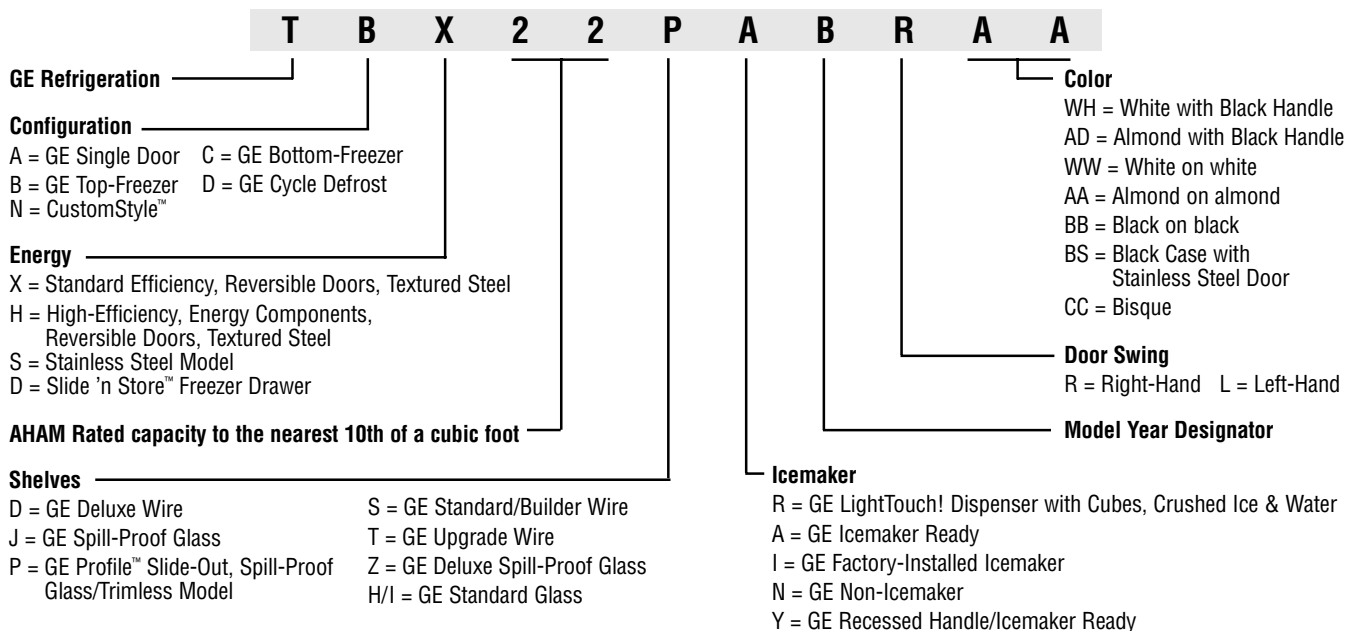 T B X 2 2 P A B R A A
GE Refrigeration
Configuration
A = GE Single Door C = GE Bottom-Freezer
B = GE Top-Freezer D = GE Cycle Defrost
N = CustomStyle™
Energy
X = Standard Efficiency, Reversible Doors, Textured Steel
H = High-Efficiency, Energy Components,
Reversible Doors, Textured Steel
S = Stainless Steel Model
D = Slide ’n Store™ Freezer Drawer
AHAM Rated capacity to the nearest 10th of a cubic foot
Shelves
D = GE Deluxe Wire
J = GE Spill-Proof Glass
P = GE Profile™ Slide-Out, Spill-Proof
Glass/Trimless Model
S = GE Standard/Builder Wire
T = GE Upgrade Wire
Z = GE Deluxe Spill-Proof Glass
H/I = GE Standard Glass
Color
WH = White with Black Handle
AD = Almond with Black Handle
WW = White on white
AA = Almond on almond
BB = Black on black
BS = Black Case with
Stainless Steel Door
CC = Bisque
Door Swing
R = Right-Hand L = Left-Hand
Model Year Designator
Icemaker
R = GE LightTouch! Dispenser with Cubes, Crushed Ice & Water
A = GE Icemaker Ready
I = GE Factory-Installed Icemaker
N = GE Non-Icemaker
Y = GE Recessed Handle/Icemaker Ready